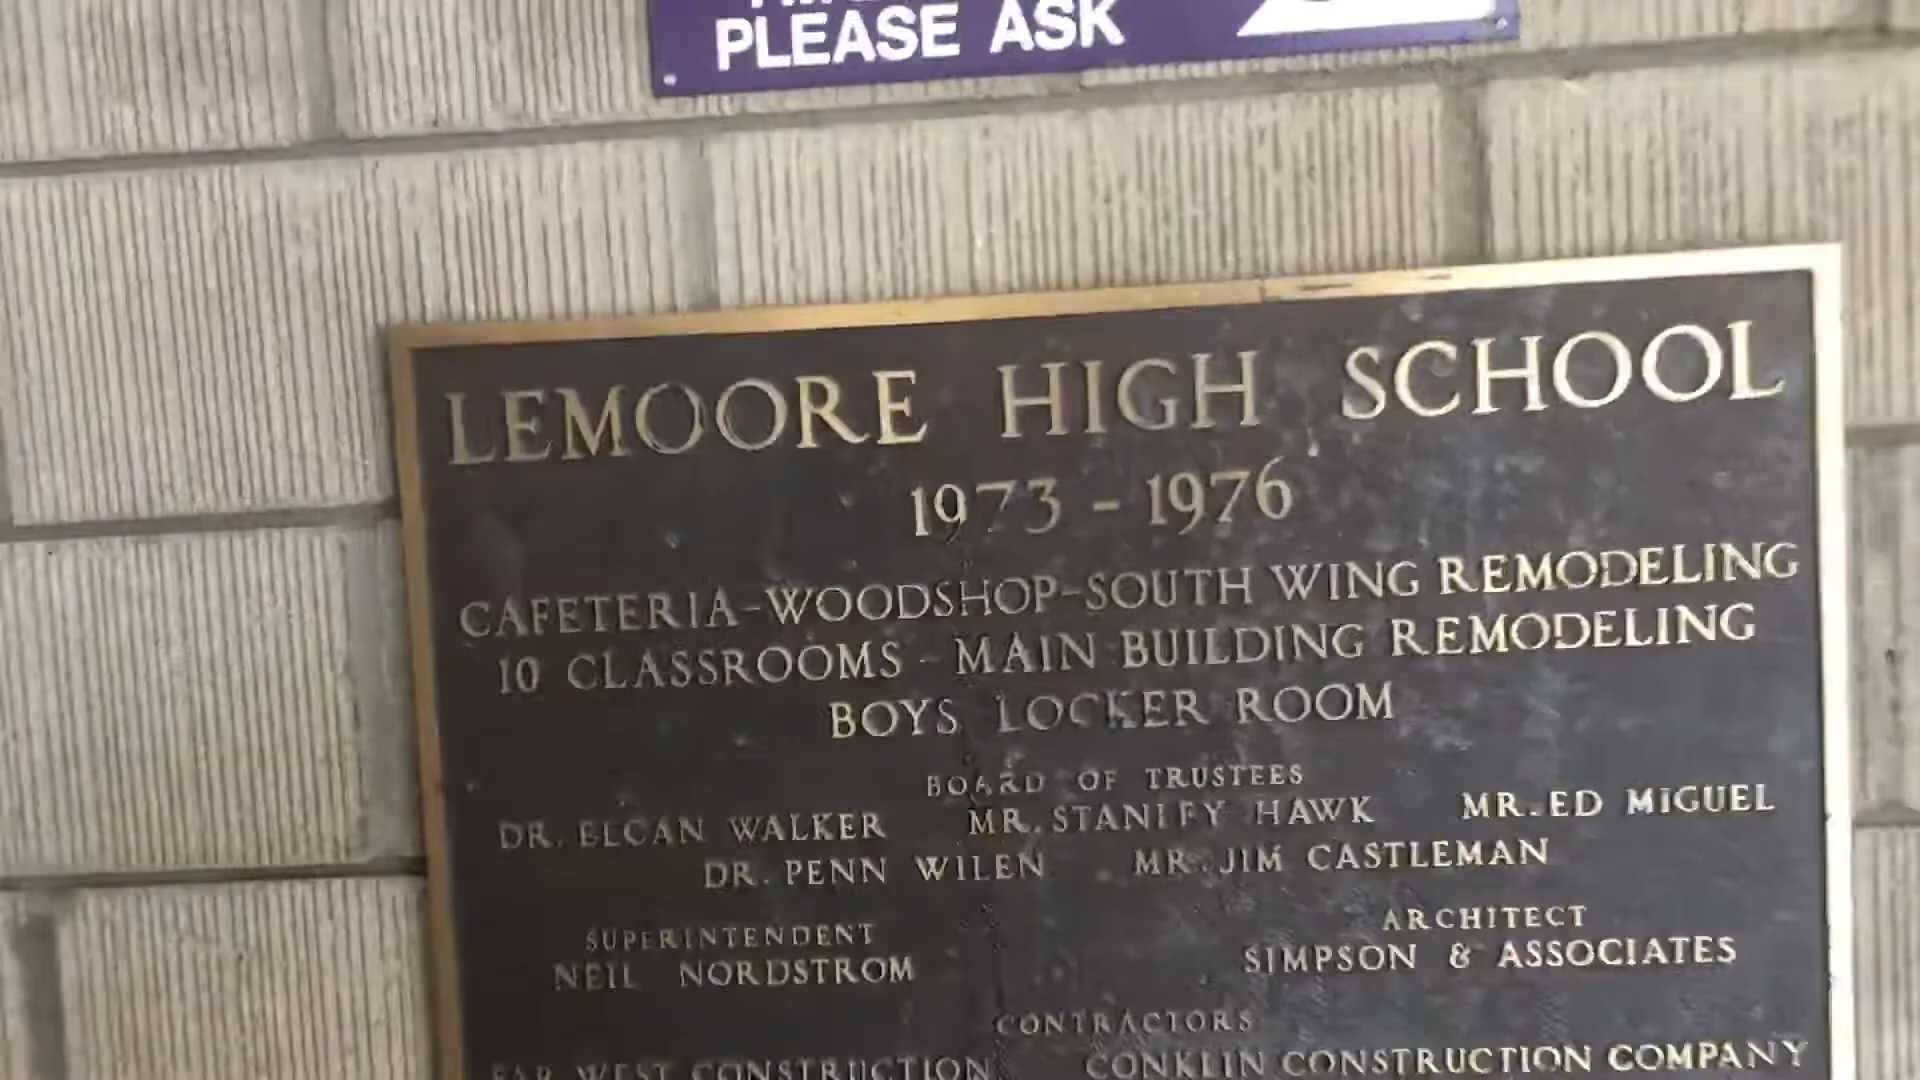 PLEASE ASK
LEMOORE HIGH SCHOOL
1973 - 1976
CAFETERIA-WOODSHOP-SOUTH WING REMODELING
10 CLASSROOMS - MAIN BUILDING REMODELING
BOYS LOCKER ROOM
BOARD OF TRUSTEES
DR. ELCAN WALKER MR. STANLEY HAWK MR. ED MIGUEL
DR. PENN WILEN MR. JIM CASTLEMAN
SUPERINTENDENT
NEIL NORDSTROM
ARCHITECT
SIMPSON & ASSOCIATES
CONTRACTORS
FAR WEST CONSTRUCTION CONKLIN CONSTRUCTION COMPANY